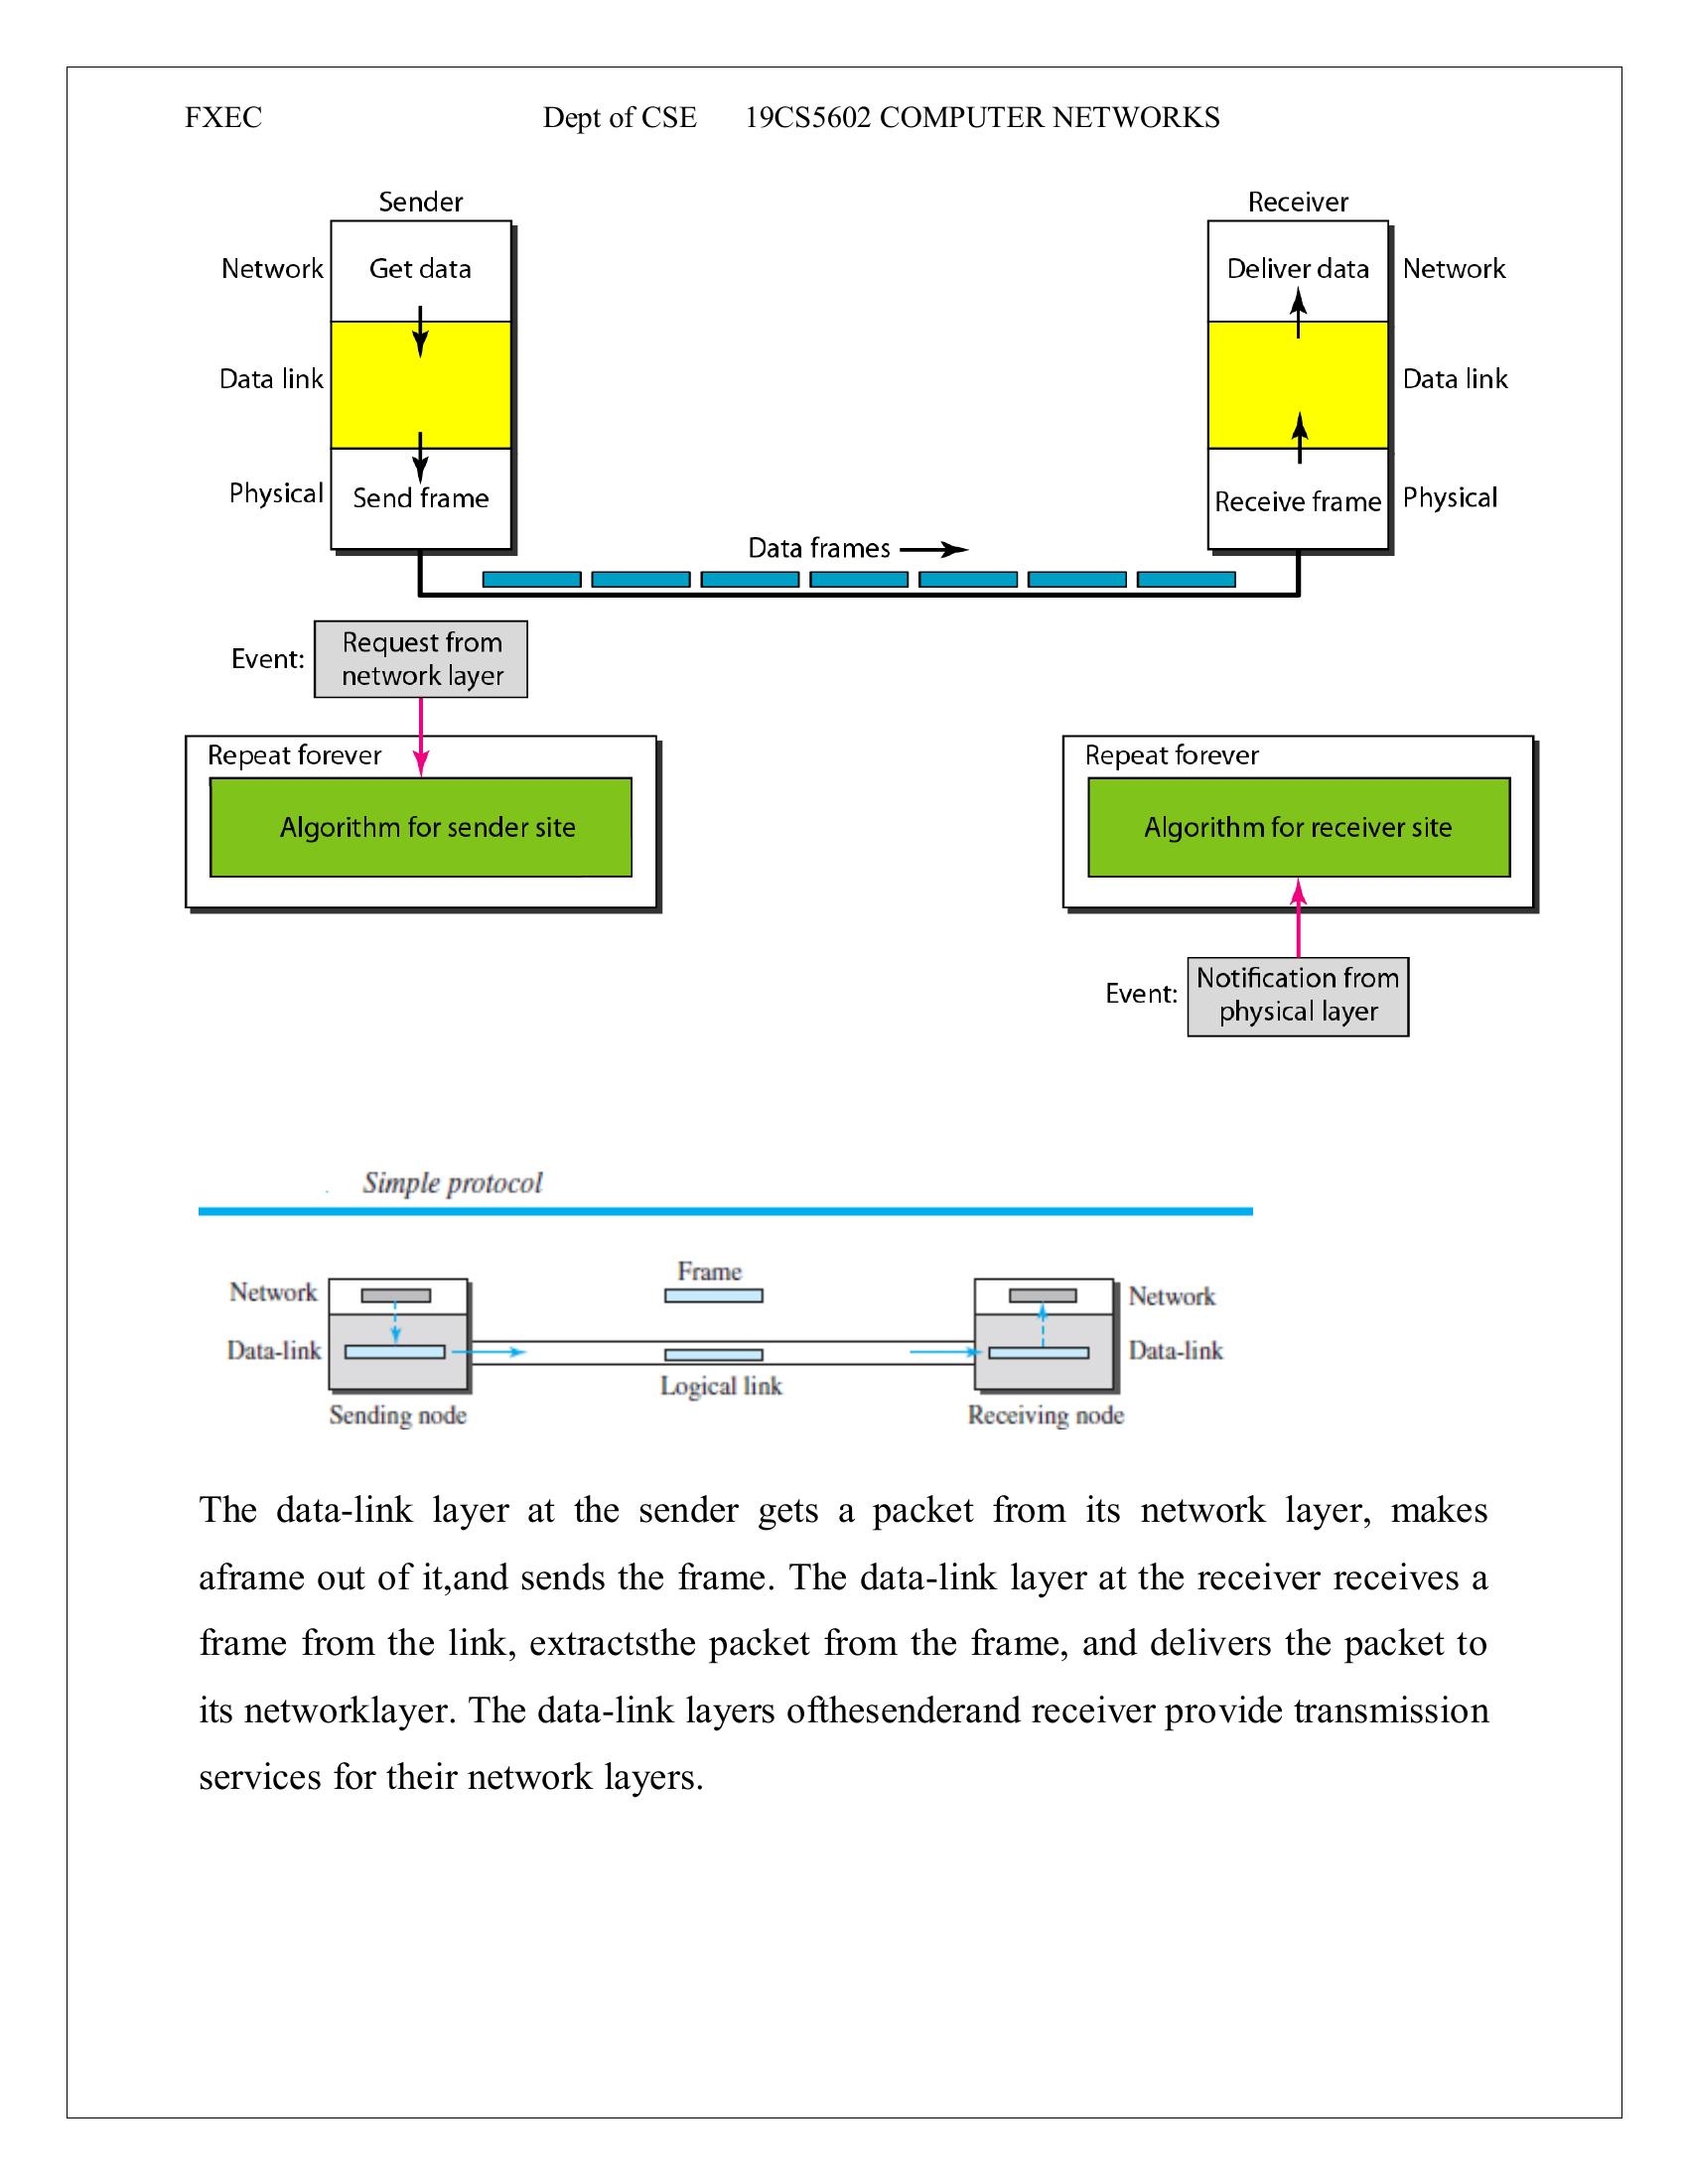 FXEC Dept of CSE 19CS5602 COMPUTER NETWORKS
Sender Receiver
Network Get data Deliver data Network
Data link Data link
Physical Send frame Receive frame Physical
Data frames
Event: Request from
network layer
Repeat forever Repeat forever
Algorithm for sender site Algorithm for receiver site
Event: Notification from
physical layer
Simple protocol
Frame
Network Network
Data-link Data-link
Logical link
Sending node Receiving node
The data-link layer at the sender gets a packet from its network layer, makes
aframe out of it,and sends the frame. The data-link layer at the receiver receives a
frame from the link, extractsthe packet from the frame, and delivers the packet to
its networklayer. The data-link layers ofthesenderand receiver provide transmission
services for their network layers.